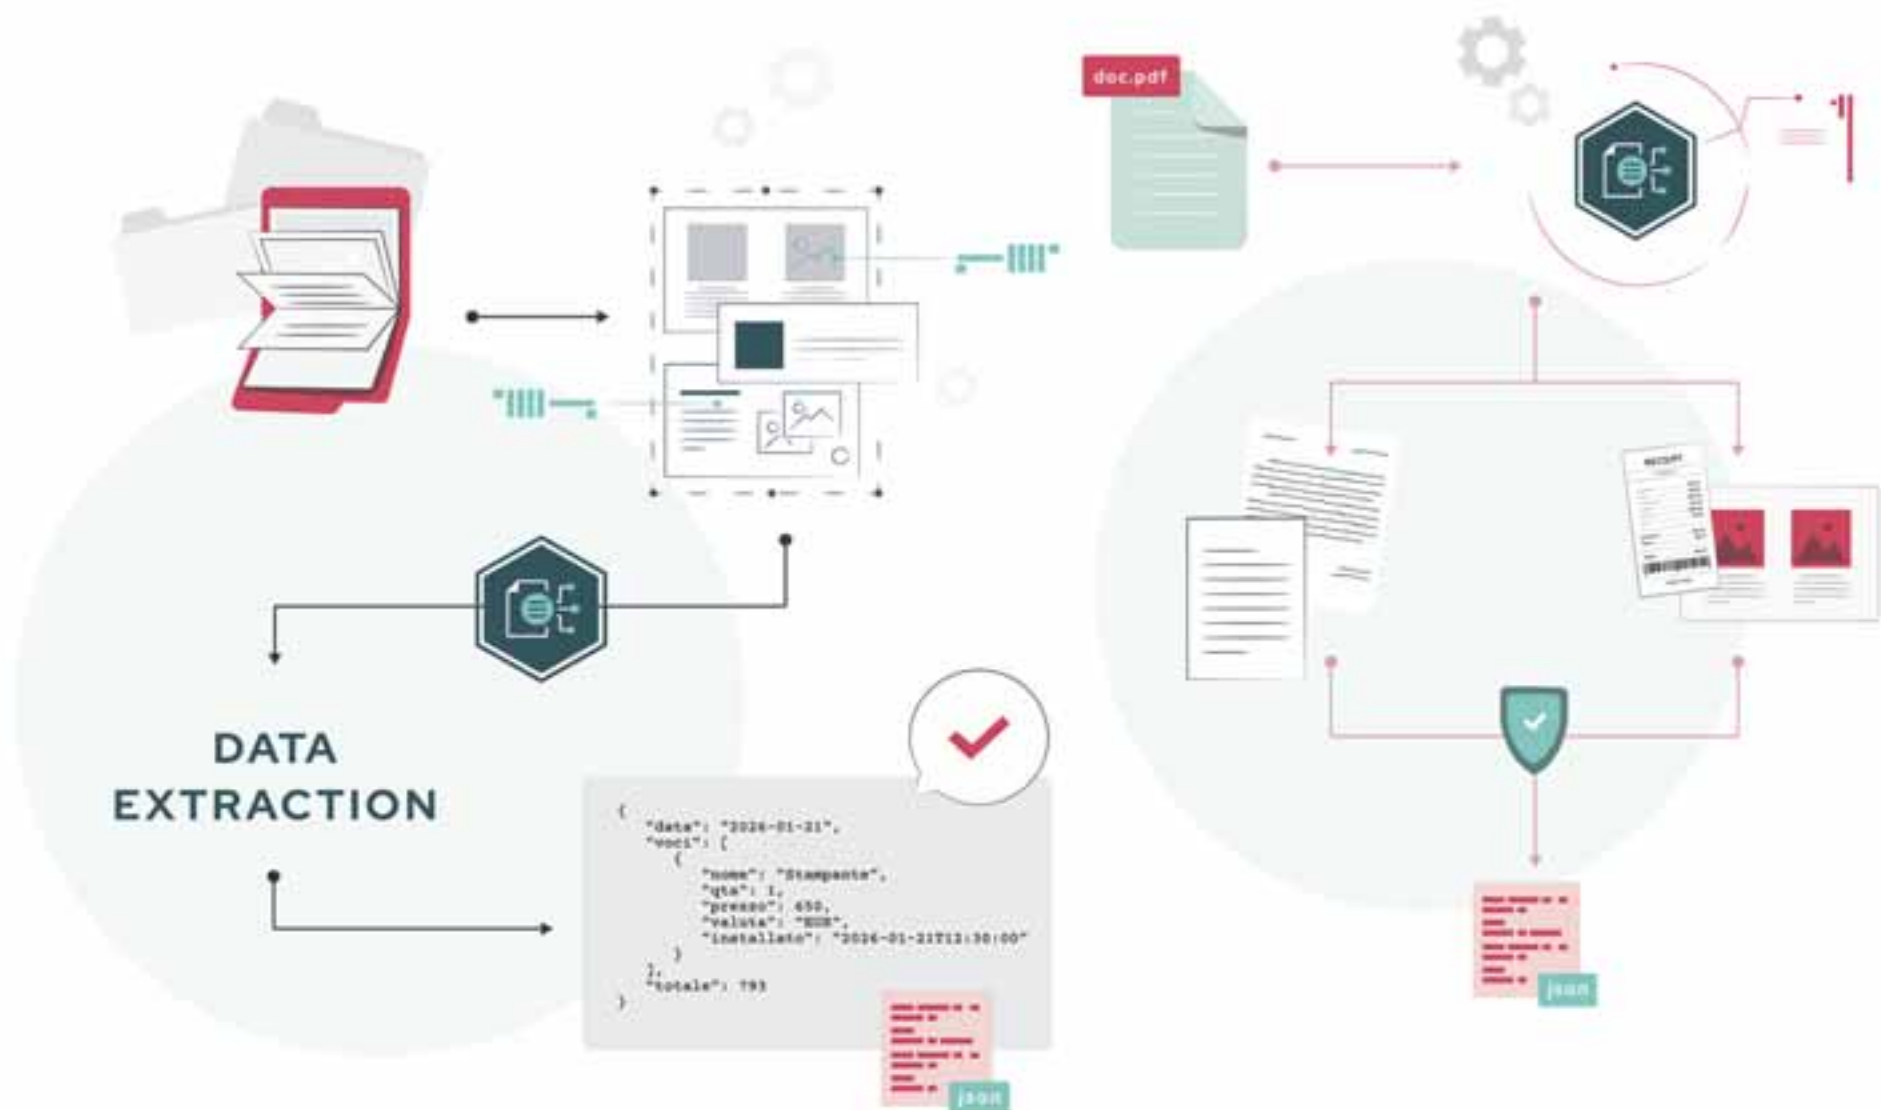 doc.pdf
RECEIPT
DATA
EXTRACTION
{
"data": "2026-01-21",
"voci": [
{
"nome": "Stampante",
"qta": 1,
"prezzo": 650,
"valuta": "EUR",
"installato": "2026-01-21T12:30:00"
}
],
"totale": 793
}
json
json